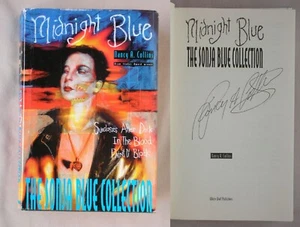 Midnight Blue
Nancy A. Collins
Sunglasses After Dark
In The Blood
Paint It Black
THE SONJA BLUE COLLECTION
Midnight Blue
THE SONJA BLUE COLLECTION
Nancy A. Collins